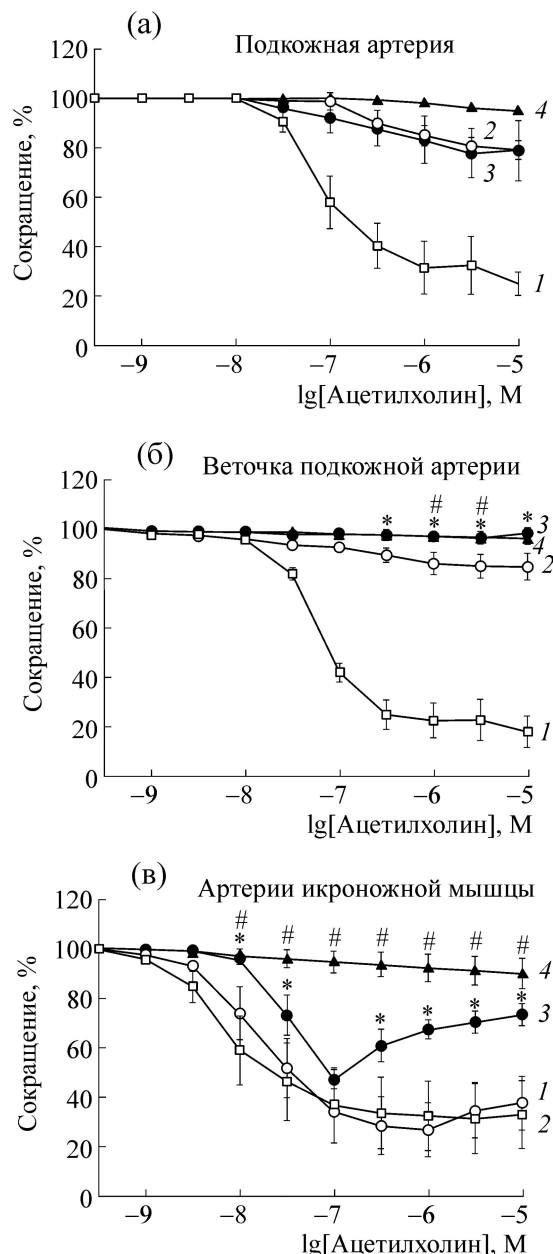 (а)
Подкожная артерия
120
100
80
60
40
20
0
Сокращение, %
4
2
3
1
−9 −8 −7 −6 −5
lg[Ацетилхолин], М
(б)
Веточка подкожной артерии
120
100
80
60
40
20
0
Сокращение, %
# #
* * * *
3
4
2
1
−9 −8 −7 −6 −5
lg[Ацетилхолин], М
(в)
Артерии икроножной мышцы
120
100
80
60
40
20
0
Сокращение, %
# # # # # # #
* * * * * *
4
3
1
2
−9 −8 −7 −6 −5
lg[Ацетилхолин], М